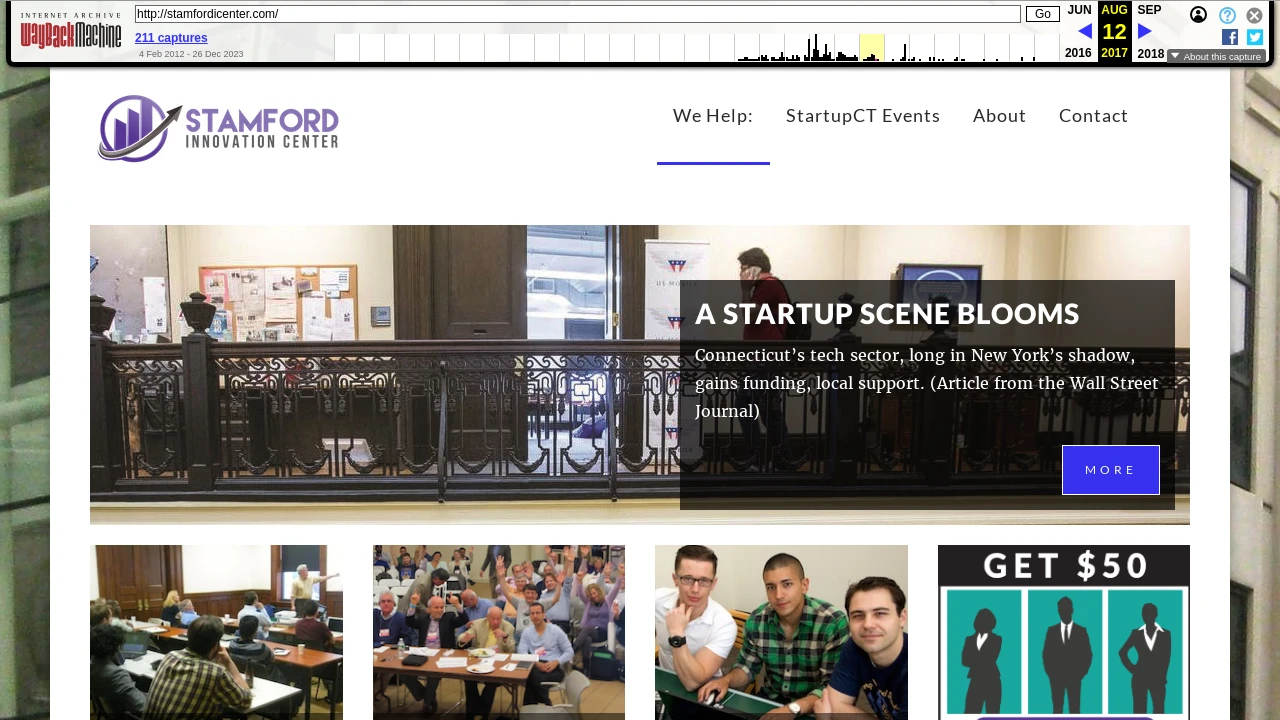 INTERNET ARCHIVE
WayBackMachine
http://stamfordicenter.com/
Go
211 captures
4 Feb 2012 - 26 Dec 2023
JUN
AUG
SEP
12
2016
2017
2018
About this capture
STAMFORD
INNOVATION CENTER
We Help:
StartupCT Events
About
Contact
US MOBILE
A STARTUP SCENE BLOOMS
Connecticut’s tech sector, long in New York’s shadow,
gains funding, local support. (Article from the Wall Street
Journal)
MORE
GET $50